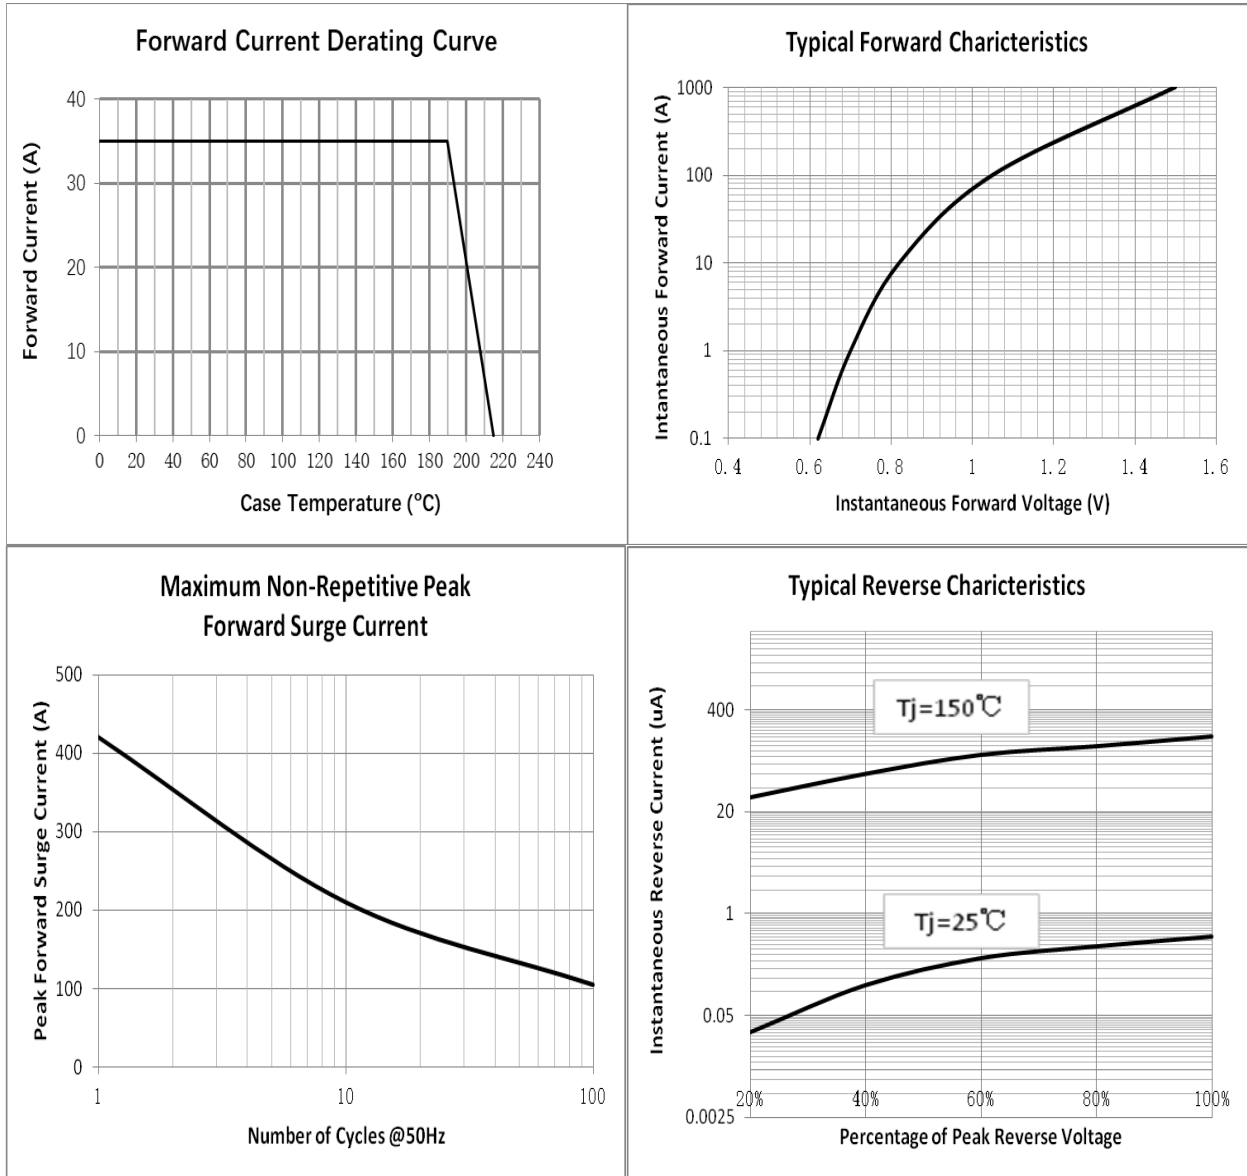 Forward Current Derating Curve
Forward Current (A)
40
30
20
10
0
0 20 40 60 80 100 120 140 160 180 200 220 240
Case Temperature (°C)
Typical Forward Charicteristics
Intantaneous Forward Current (A)
1000
100
10
1
0.1
0.4 0.6 0.8 1 1.2 1.4 1.6
Instantaneous Forward Voltage (V)
Maximum Non-Repetitive Peak
Forward Surge Current
Peak Forward Surge Current (A)
500
400
300
200
100
0
1 10 100
Number of Cycles @50Hz
Typical Reverse Charicteristics
Instantaneous Reverse Current (uA)
400
20
1
0.05
0.0025
Tj=150℃
Tj=25℃
20% 40% 60% 80% 100%
Percentage of Peak Reverse Voltage